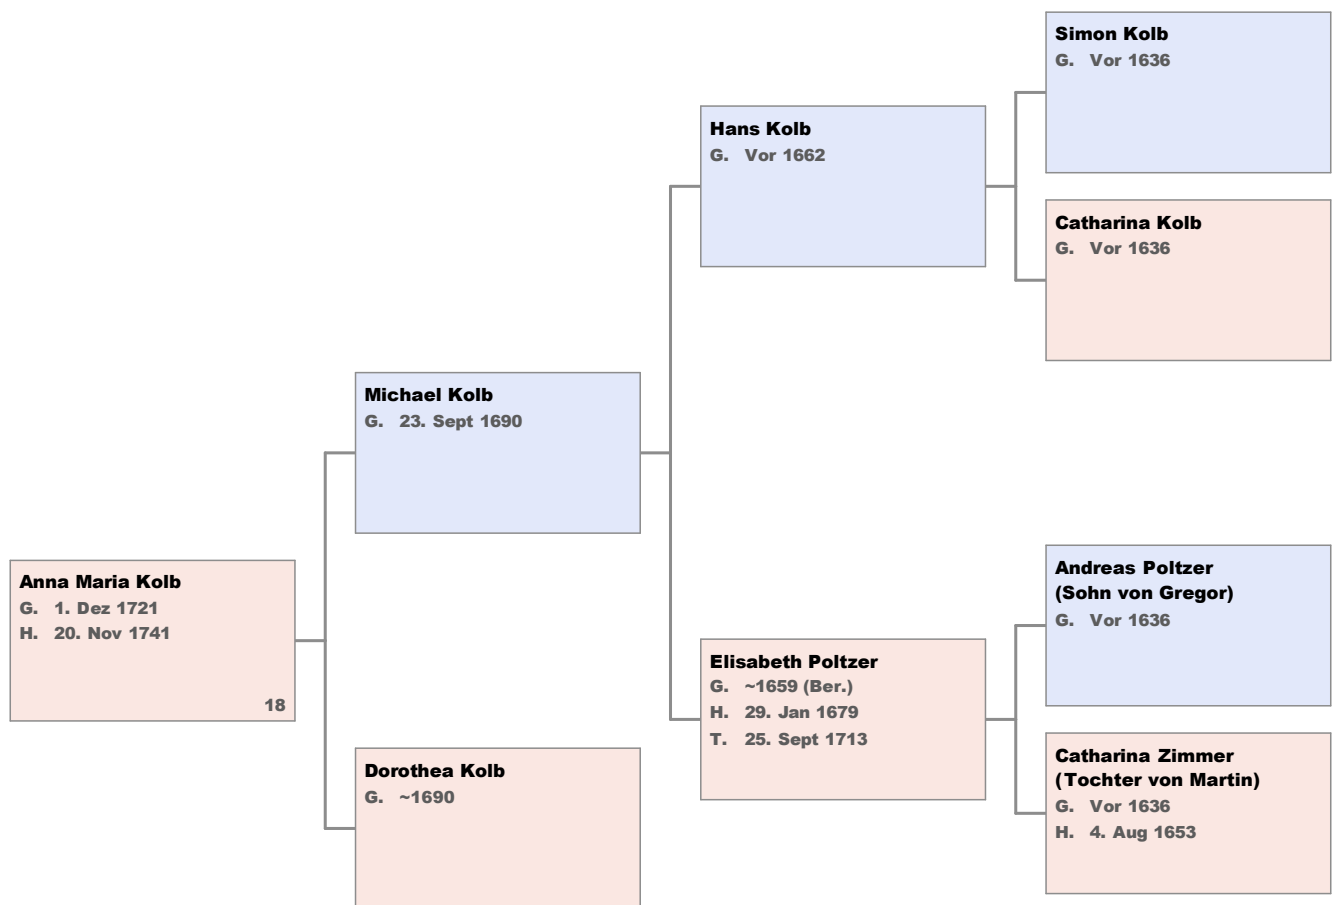 Simon Kolb
G. Vor 1636
Hans Kolb
G. Vor 1662
Catharina Kolb
G. Vor 1636
Michael Kolb
G. 23. Sept 1690
Anna Maria Kolb
G. 1. Dez 1721
H. 20. Nov 1741
18
Andreas Poltzer
(Sohn von Gregor)
G. Vor 1636
Elisabeth Poltzer
G. ~1659 (Ber.)
H. 29. Jan 1679
T. 25. Sept 1713
Catharina Zimmer
(Tochter von Martin)
G. Vor 1636
H. 4. Aug 1653
Dorothea Kolb
G. ~1690